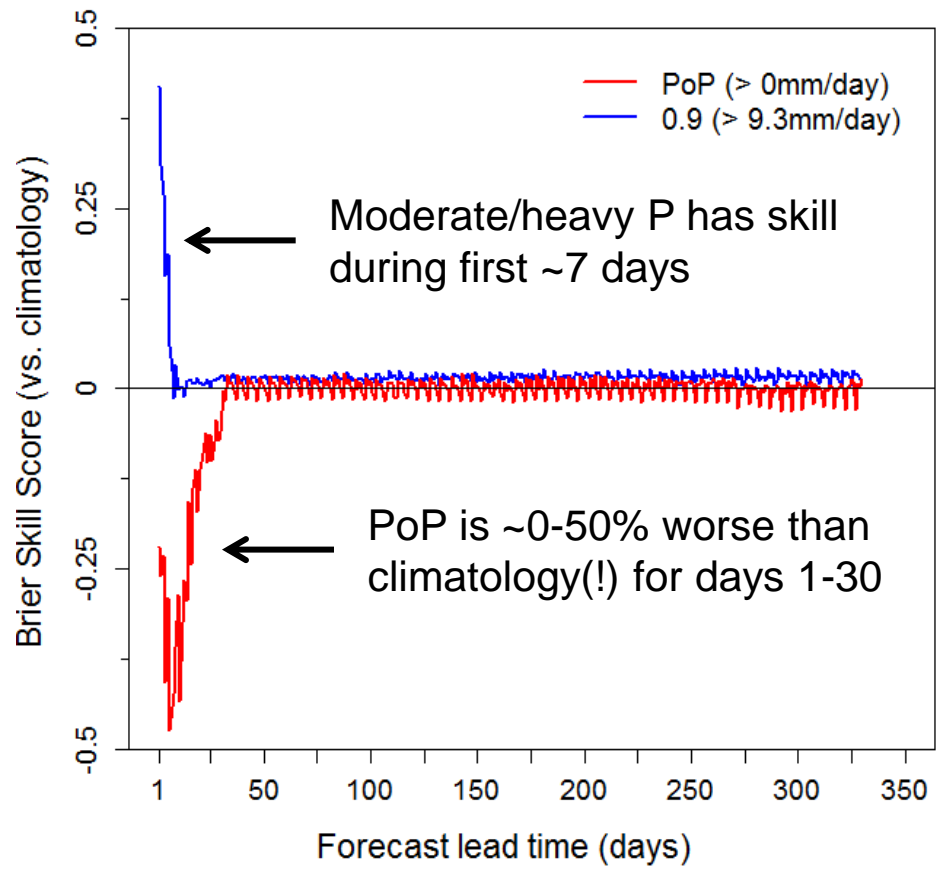 0.5
PoP (> 0mm/day)
0.9 (> 9.3mm/day)
0.25
Moderate/heavy P has skill
during first ~7 days
0
PoP is ~0-50% worse than
climatology(!) for days 1-30
-0.25
-0.5
Brier Skill Score (vs. climatology)
1 50 100 150 200 250 300 350
Forecast lead time (days)